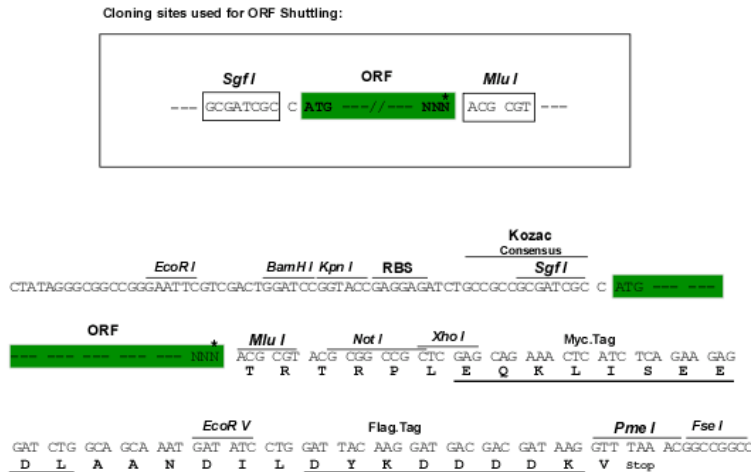 Cloning sites used for ORF Shuttling:
Sgf I ORF Mlu I
--- GCGATCGC C ATG ---//--- NNN* ACG CGT ---
Kozac
Consensus
EcoR I BamH I Kpn I RBS Sgf I
CTATAGGGCGGCCGGGAATTCGTCGACTGGATCCGGTACCGAGGAGATCTGCCGCCGCGATCGC C ATG --- ---
ORF
Mlu I Not I Xho I Myc.Tag
--- --- --- --- --- NNN* ACG CGT ACG CGG CCG CTC GAG CAG AAA CTC ATC TCA GAA GAG
T R T R P L E Q K L I S E E
EcoR V Flag.Tag Pme I Fse I
GAT CTG GCA GCA AAT GAT ATC CTG GAT TAC AAG GAT GAC GAC GAT AAG GTT TAA ACGGCCGGCC
D L A A N D I L D Y K D D D D K V Stop